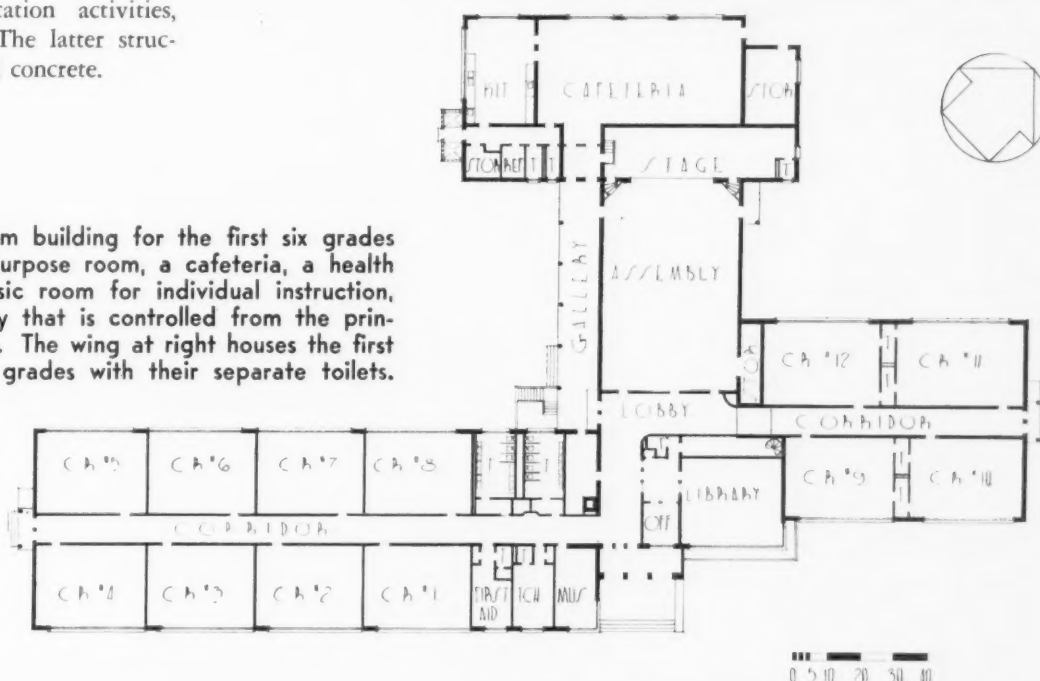 tation activities,
The latter struc-
concrete.
m building for the first six grades
urpose room, a cafeteria, a health
sic room for individual instruction,
y that is controlled from the prin-
. The wing at right houses the first
grades with their separate toilets.
KIT
CAFETERIA
STOR
STOR
REF
T
T
STAGE
T
GALLERY
ASSEMBLY
STOR
CR #12
CR #11
LOBBY
CORRIDOR
CR #5
CR #6
CR #7
CR #8
T
T
LIBRARY
CR #9
CR #10
OFF
CORRIDOR
CR #4
CR #3
CR #2
CR #1
FIRST
AID
T
TCH
T
MUS
0 5 10 20 30 40